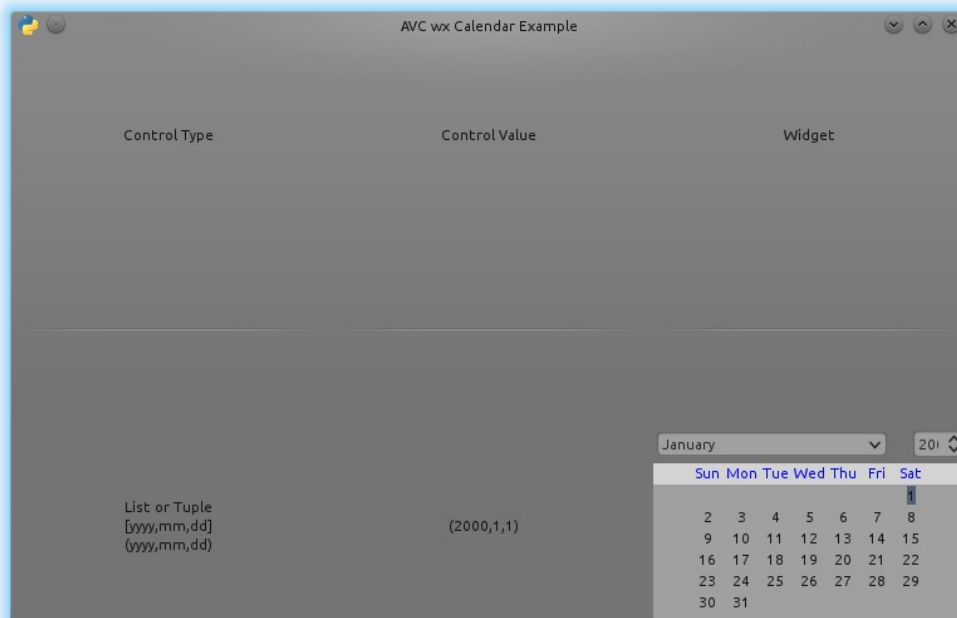 AVC wx Calendar Example
Control Type Control Value Widget
January
Sun Mon Tue Wed Thu Fri Sat
1
List or Tuple
[yyyy,mm,dd]
(yyyy,mm,dd)
(2000,1,1)
2 3 4 5 6 7 8
9 10 11 12 13 14 15
16 17 18 19 20 21 22
23 24 25 26 27 28 29
30 31